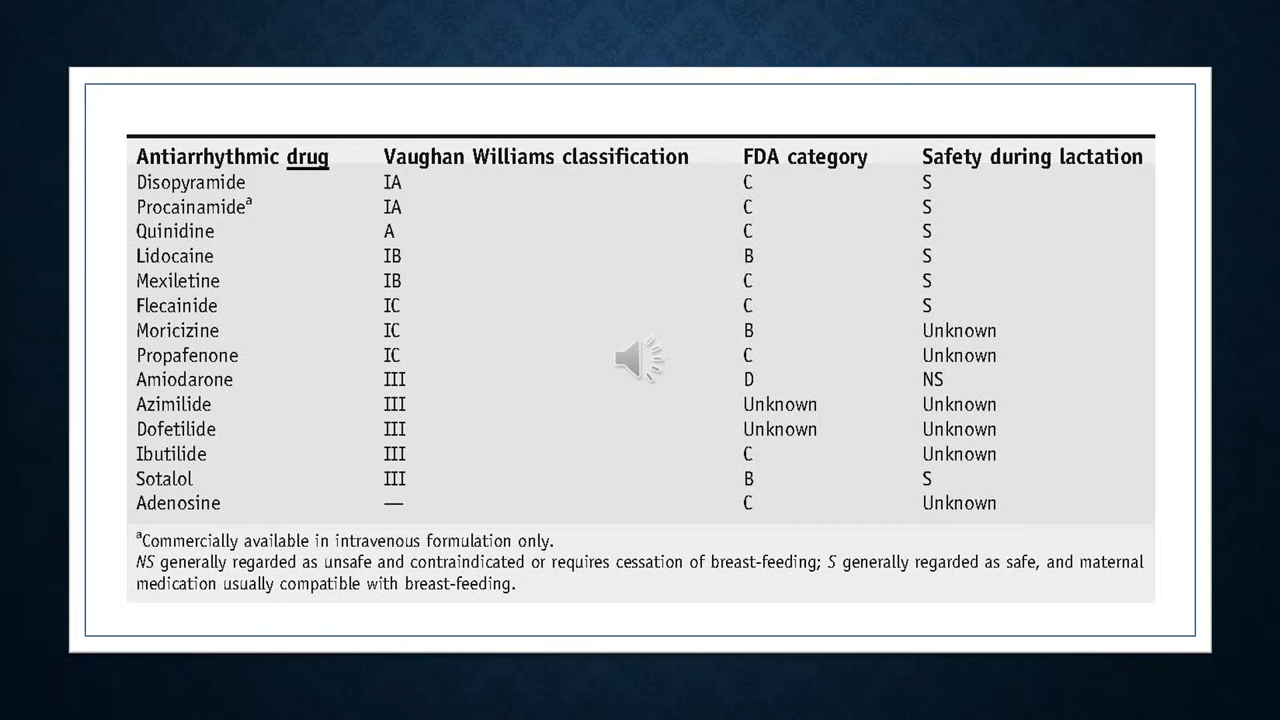 Antiarrhythmic drug Vaughan Williams classification FDA category Safety during lactation
Disopyramide IA C S
Procainamideᵃ IA C S
Quinidine A C S
Lidocaine IB B S
Mexiletine IB C S
Flecainide IC C S
Moricizine IC B Unknown
Propafenone IC C Unknown
Amiodarone III D NS
Azimilide III Unknown Unknown
Dofetilide III Unknown Unknown
Ibutilide III C Unknown
Sotalol III B S
Adenosine — C Unknown
ᵃCommercially available in intravenous formulation only.
NS generally regarded as unsafe and contraindicated or requires cessation of breast-feeding; S generally regarded as safe, and maternal
medication usually compatible with breast-feeding.